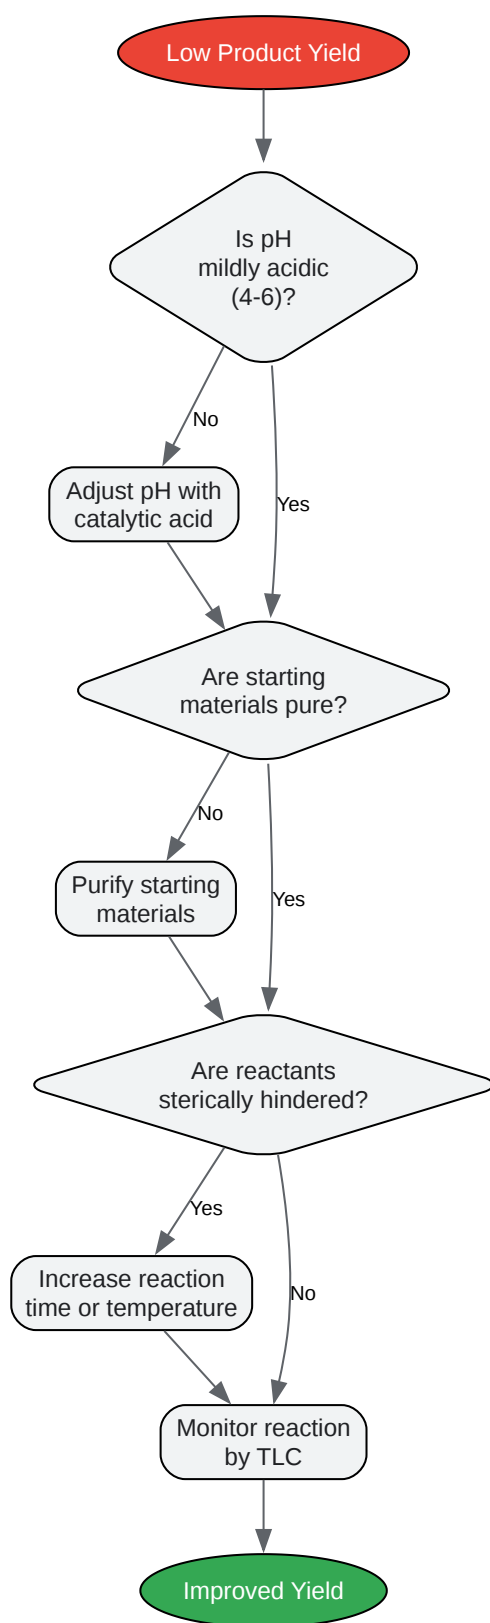 Low Product Yield
Is pH
mildly acidic
(4-6)?
No
Adjust pH with
catalytic acid
Yes
Are starting
materials pure?
No
Purify starting
materials
Yes
Are reactants
sterically hindered?
Yes
Increase reaction
time or temperature
No
Monitor reaction
by TLC
Improved Yield